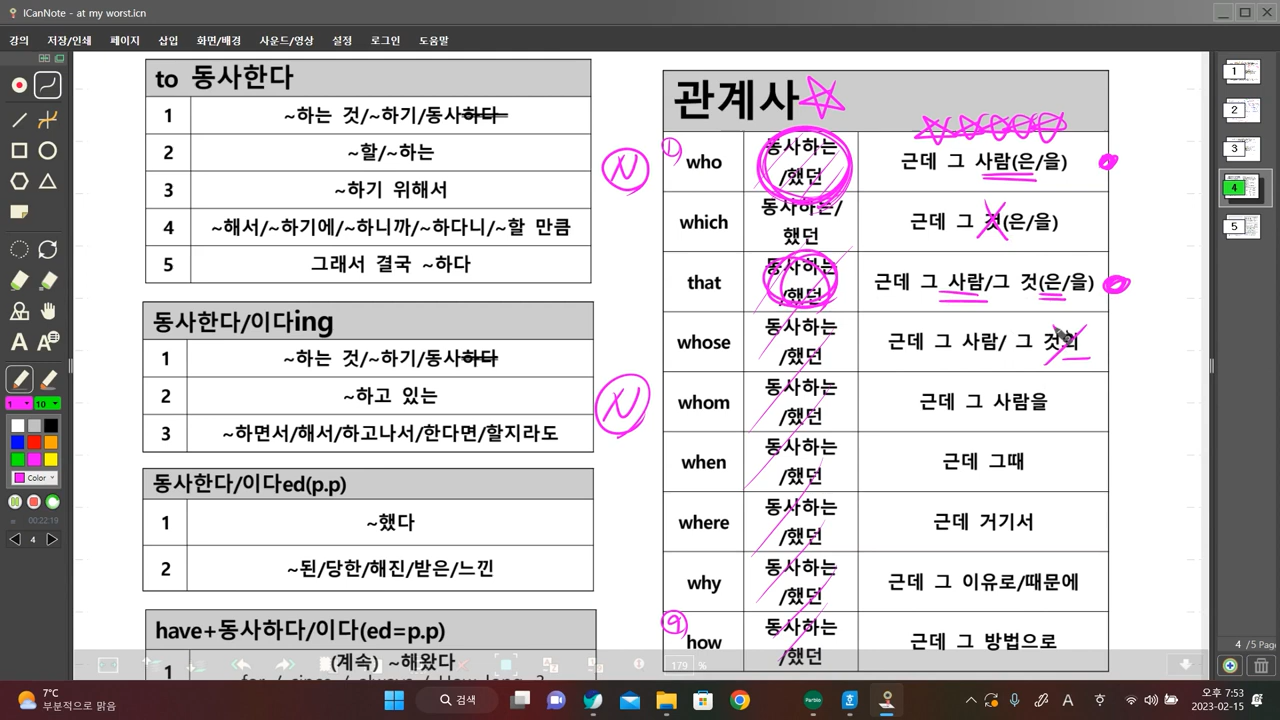 ICanNote - at my worst.icn
강의 저장/인쇄 페이지 삽입 화면/배경 사운드/영상 설정 로그인 도움말
to 동사한다
1 ~하는 것/~하기/동사하다
2 ~할/~하는
3 ~하기 위해서
4 ~해서/~하기에/~하니까/~하다니/~할 만큼
5 그래서 결국 ~하다
N
동사한다/이다ing
1 ~하는 것/~하기/동사하다
2 ~하고 있는
3 ~하면서/해서/하고나서/한다면/할지라도
N
동사한다/이다ed(p.p)
1 ~했다
2 ~된/당한/해진/받은/느낀
have+동사하다/이다(ed=p.p)
1 (계속) ~해왔다
관계사
① who 동사하는 근데 그 사람(은/을)
/했던
which 동사하는/ 근데 그 것(은/을)
했던
that 동사하는 근데 그 사람/그 것(은/을)
/했던
whose 동사하는 근데 그 사람/ 그 것의
/했던
whom 동사하는 근데 그 사람을
/했던
when 동사하는 근데 그때
/했던
where 동사하는 근데 거기서
/했던
why 동사하는 근데 그 이유로/때문에
/했던
⑨ how 동사하는 근데 그 방법으로
/했던
1
2
3
4
5
A A
1 10
Color
00:22:19
4
179 %
4 /5 Page
7°C
부분적으로 맑음
검색
Partblo
A
오후 7:53
2023-02-15